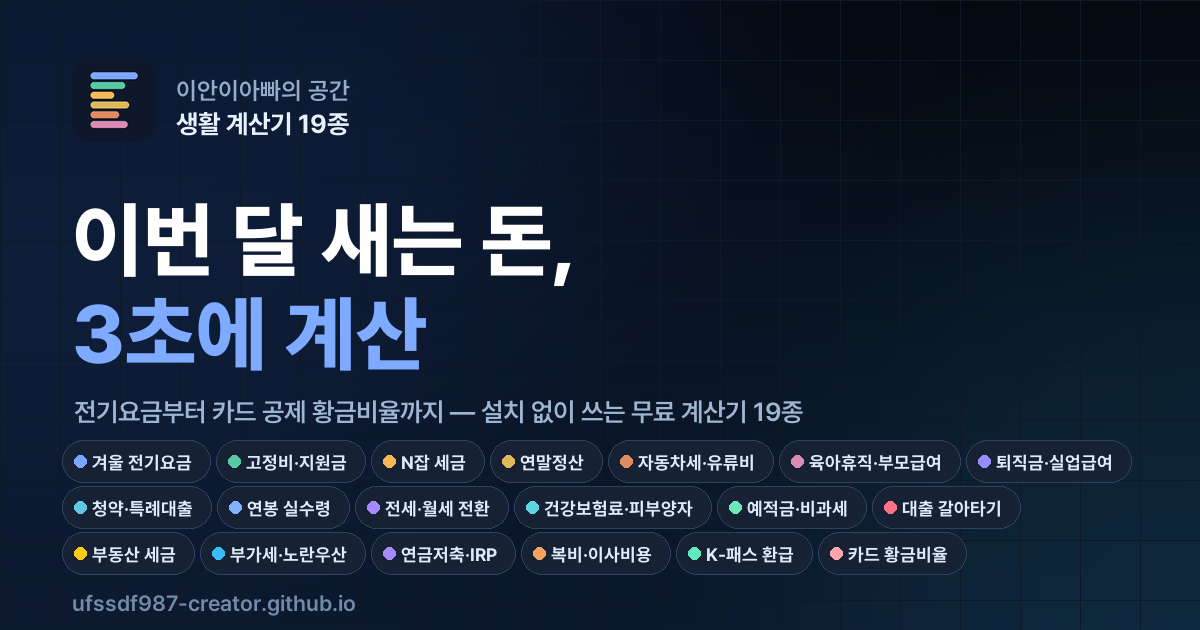 이안이아빠의 공간
생활 계산기 19종
이번 달 새는 돈,
3초에 계산
전기요금부터 카드 공제 황금비율까지 — 설치 없이 쓰는 무료 계산기 19종
겨울 전기요금 고정비·지원금 N잡 세금 연말정산 자동차세·유류비 육아휴직·부모급여 퇴직금·실업급여
청약·특례대출 연봉 실수령 전세·월세 전환 건강보험료·피부양자 예적금·비과세 대출 갈아타기
부동산 세금 부가세·노란우산 연금저축·IRP 복비·이사비용 K-패스 환급 카드 황금비율
ufssdf987-creator.github.io